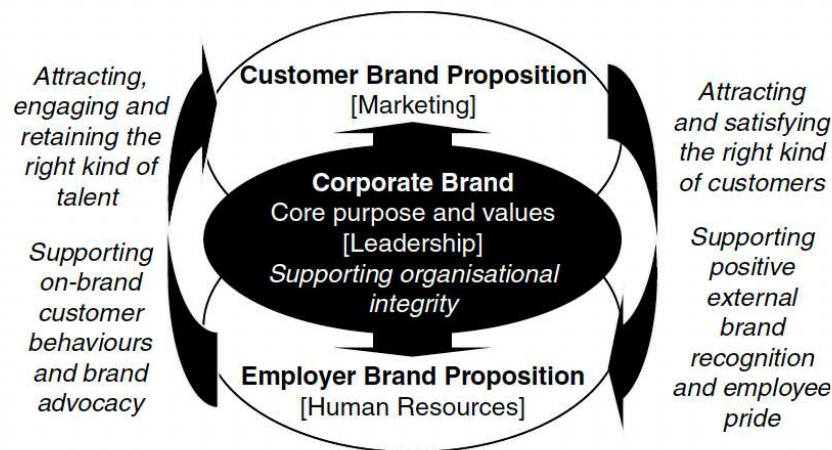 Attracting,
engaging and
retaining the
right kind of
talent
Supporting
on-brand
customer
behaviours
and brand
advocacy
Customer Brand Proposition
[Marketing]
Corporate Brand
Core purpose and values
[Leadership]
Supporting organisational
integrity
Employer Brand Proposition
[Human Resources]
Attracting
and satisfying
the right kind
of customers
Supporting
positive
external
brand
recognition
and employee
pride